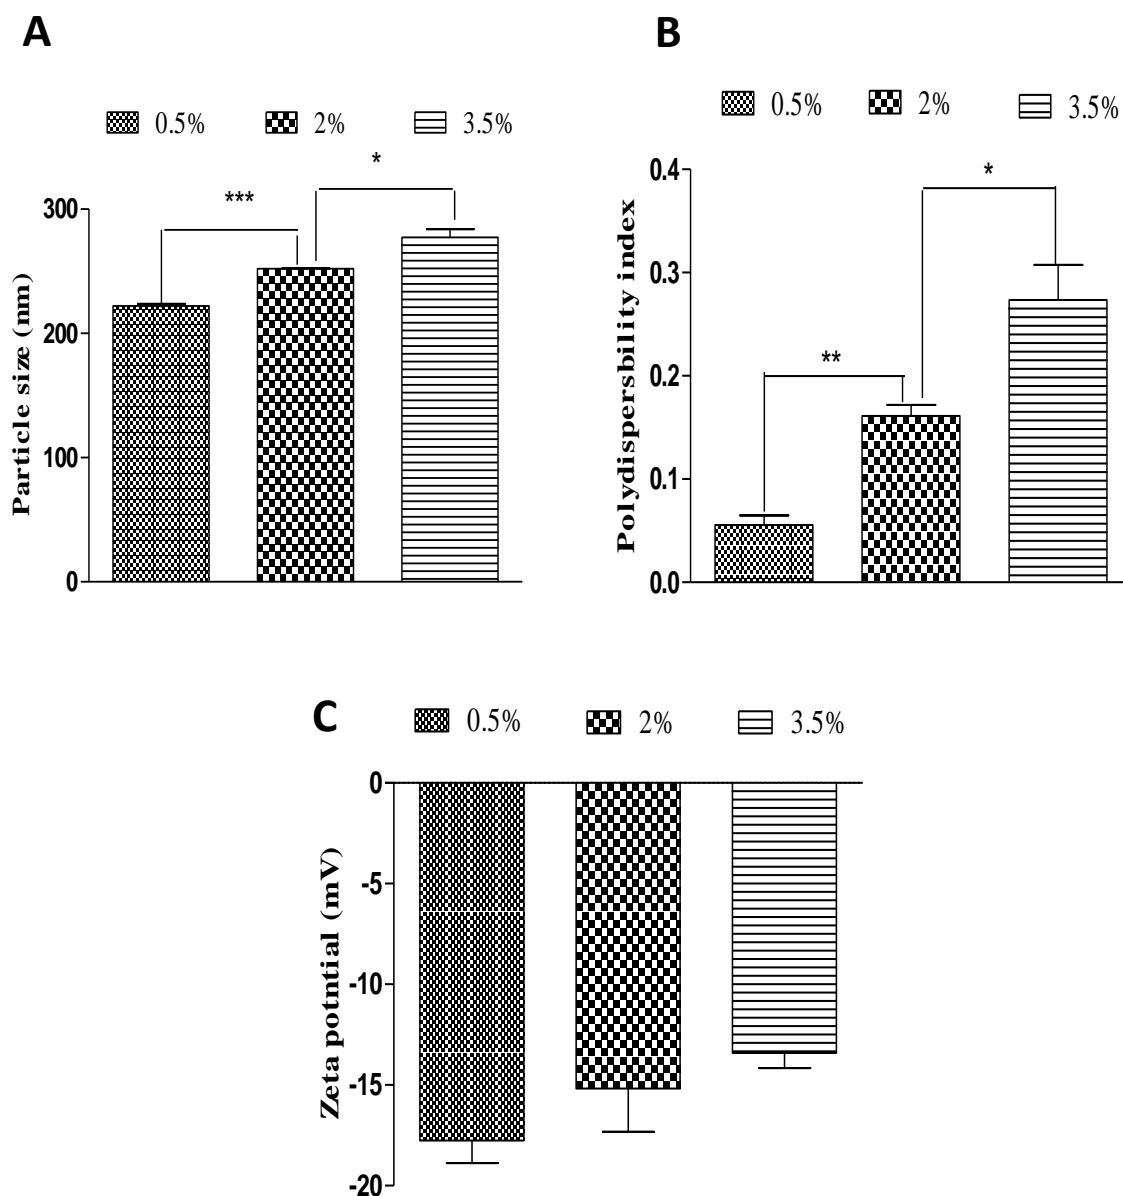 A
0.5% 2% 3.5%
*
***
300
200
100
0
Particle size (nm)
B
0.5% 2% 3.5%
*
**
0.4
0.3
0.2
0.1
0.0
Polydispersbility index
C
0.5% 2% 3.5%
0
-5
-10
-15
-20
Zeta potntial (mV)